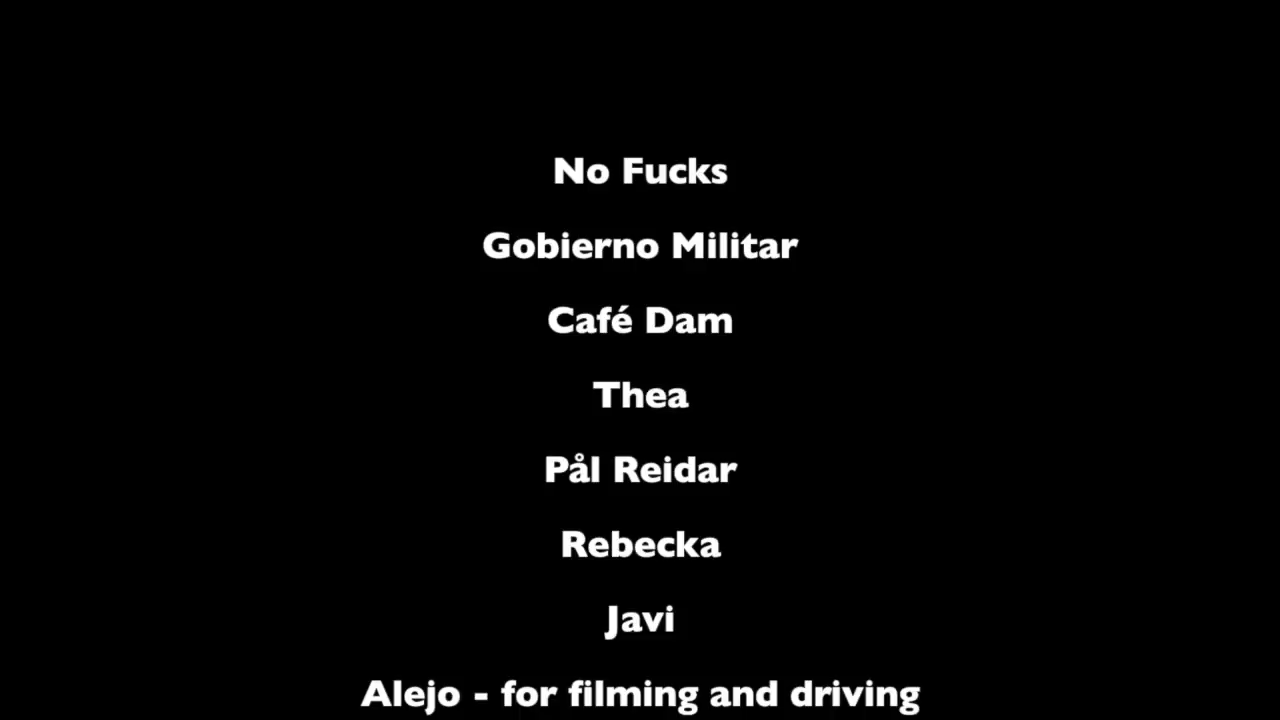 No Fucks
Gobierno Militar
Café Dam
Thea
Pål Reidar
Rebecka
Javi
Alejo - for filming and driving